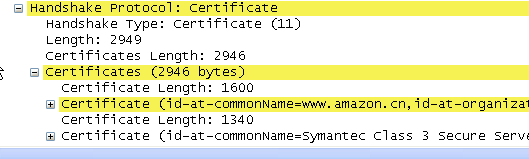 Handshake Protocol: Certificate
Handshake Type: Certificate (11)
Length: 2949
Certificates Length: 2946
Certificates (2946 bytes)
Certificate Length: 1600
Certificate (id-at-commonName=www.amazon.cn,id-at-organizat
Certificate Length: 1340
Certificate (id-at-commonName=Symantec Class 3 Secure Serve